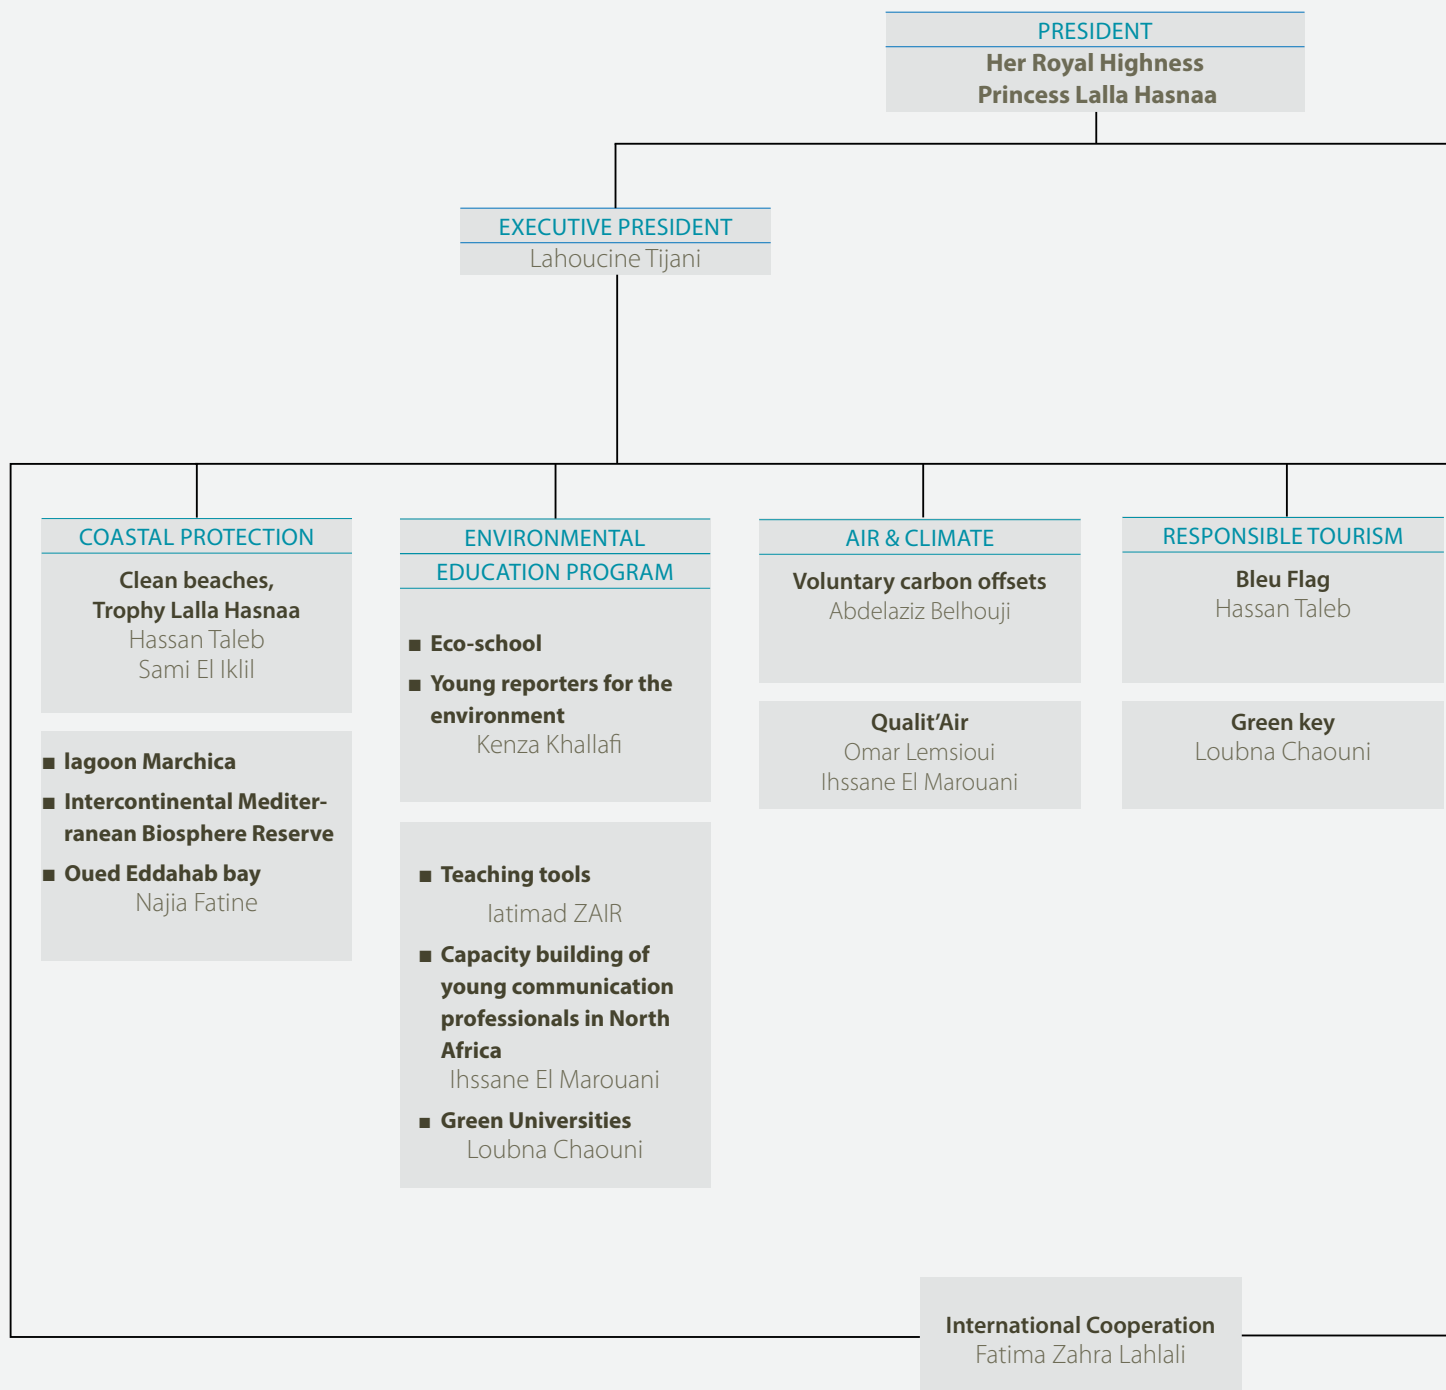 PRESIDENT
Her Royal Highness
Princess Lalla Hasnaa
EXECUTIVE PRESIDENT
Lahoucine Tijani
COASTAL PROTECTION
Clean beaches,
Trophy Lalla Hasnaa
Hassan Taleb
Sami El Iklil
■ lagoon Marchica
■ Intercontinental Mediter-
ranean Biosphere Reserve
■ Oued Eddahab bay
Najia Fatine
ENVIRONMENTAL
EDUCATION PROGRAM
■ Eco-school
■ Young reporters for the
environment
Kenza Khallafi
■ Teaching tools
Iatimad ZAIR
■ Capacity building of
young communication
professionals in North
Africa
Ihssane El Marouani
■ Green Universities
Loubna Chaouni
AIR & CLIMATE
Voluntary carbon offsets
Abdelaziz Belhouji
Qualit’Air
Omar Lemsioui
Ihssane El Marouani
RESPONSIBLE TOURISM
Bleu Flag
Hassan Taleb
Green key
Loubna Chaouni
International Cooperation
Fatima Zahra Lahlali